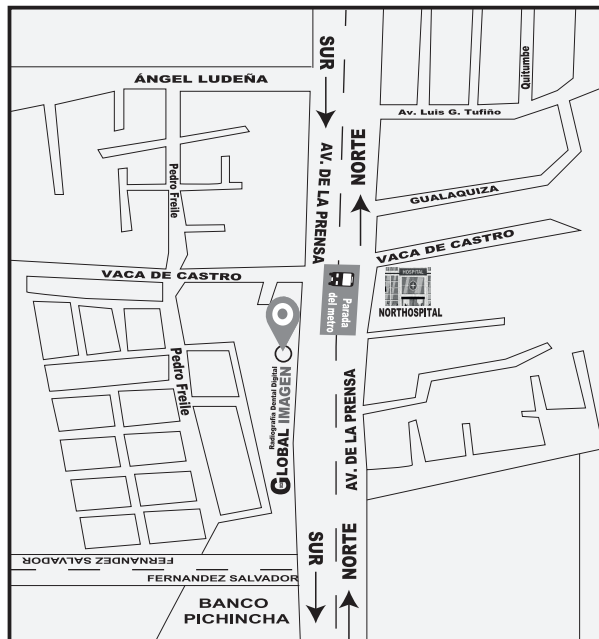 SUR
ÁNGEL LUDEÑA
Quitumbe
Av. Luis G. Tufiño
AV. DE LA PRENSA
NORTE
Pedro Freile
GUALAQUIZA
VACA DE CASTRO
VACA DE CASTRO
HOSPITAL
NORTHOSPITAL
Parada
del metro
Pedro Freile
Radiografía Dental Digital
GLOBAL IMAGEN
AV. DE LA PRENSA
SUR
NORTE
FERNANDEZ SALVADOR
FERNANDEZ SALVADOR
BANCO
PICHINCHA